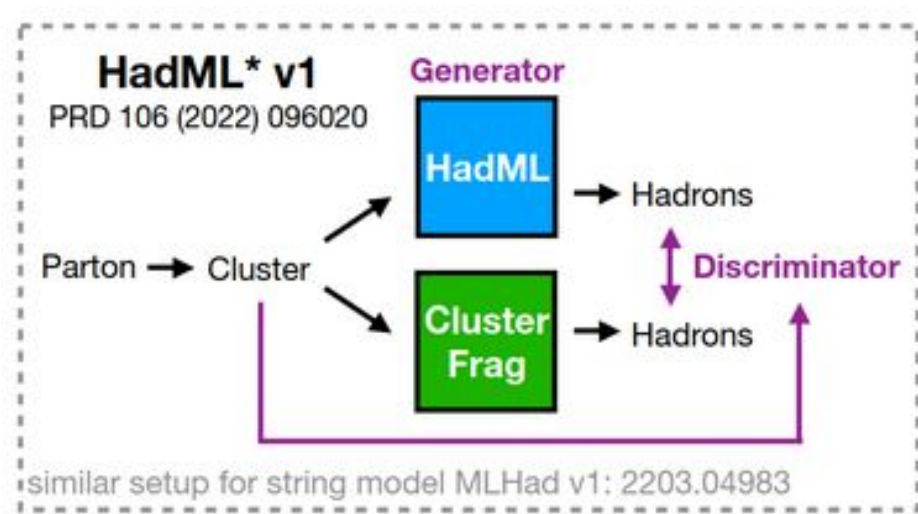 HadML* v1
PRD 106 (2022) 096020
Generator
HadML
Hadrons
Parton
Cluster
Discriminator
Cluster
Frag
Hadrons
similar setup for string model MLHad v1: 2203.04983